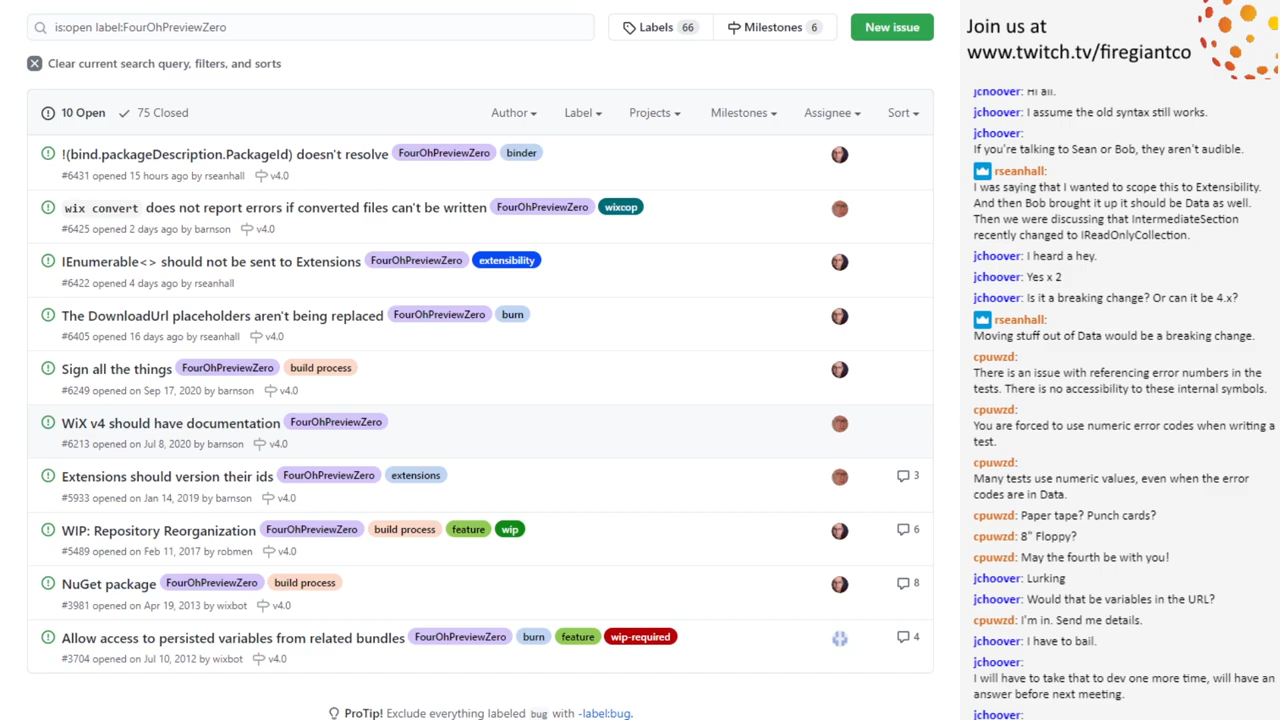 is:open label:FourOhPreviewZero
Labels 66
Milestones 6
New issue
Clear current search query, filters, and sorts
10 Open 75 Closed
Author Label Projects Milestones Assignee Sort
!(bind.packageDescription.PackageId) doesn't resolve FourOhPreviewZero binder
#6431 opened 15 hours ago by rseanhall v4.0
wix convert does not report errors if converted files can't be written FourOhPreviewZero wixcop
#6425 opened 2 days ago by barnson v4.0
IEnumerable<> should not be sent to Extensions FourOhPreviewZero extensibility
#6422 opened 4 days ago by rseanhall
The DownloadUrl placeholders aren't being replaced FourOhPreviewZero burn
#6405 opened 16 days ago by rseanhall v4.0
Sign all the things FourOhPreviewZero build process
#6249 opened on Sep 17, 2020 by barnson v4.0
WiX v4 should have documentation FourOhPreviewZero
#6213 opened on Jul 8, 2020 by barnson v4.0
Extensions should version their ids FourOhPreviewZero extensions 3
#5933 opened on Jan 14, 2019 by barnson v4.0
WIP: Repository Reorganization FourOhPreviewZero build process feature wip 6
#5489 opened on Feb 11, 2017 by robmen v4.0
NuGet package FourOhPreviewZero build process 8
#3981 opened on Apr 19, 2013 by wixbot v4.0
Allow access to persisted variables from related bundles FourOhPreviewZero burn feature wip-required 4
#3704 opened on Jul 10, 2012 by wixbot v4.0
ProTip! Exclude everything labeled bug with -label:bug.
Join us at
www.twitch.tv/firegiantco
jchoover: Hi all.
jchoover: I assume the old syntax still works.
jchoover:
If you're talking to Sean or Bob, they aren't audible.
rseanhall:
I was saying that I wanted to scope this to Extensibility.
And then Bob brought it up it should be Data as well.
Then we were discussing that IntermediateSection
recently changed to IReadOnlyCollection.
jchoover: I heard a hey.
jchoover: Yes x 2
jchoover: Is it a breaking change? Or can it be 4.x?
rseanhall:
Moving stuff out of Data would be a breaking change.
cpuwzd:
There is an issue with referencing error numbers in the
tests. There is no accessibility to these internal symbols.
cpuwzd:
You are forced to use numeric error codes when writing a
test.
cpuwzd:
Many tests use numeric values, even when the error
codes are in Data.
cpuwzd: Paper tape? Punch cards?
cpuwzd: 8" Floppy?
cpuwzd: May the fourth be with you!
jchoover: Lurking
jchoover: Would that be variables in the URL?
cpuwzd: I'm in. Send me details.
jchoover: I have to bail.
jchoover:
I will have to take that to dev one more time, will have an
answer before next meeting.
jchoover: